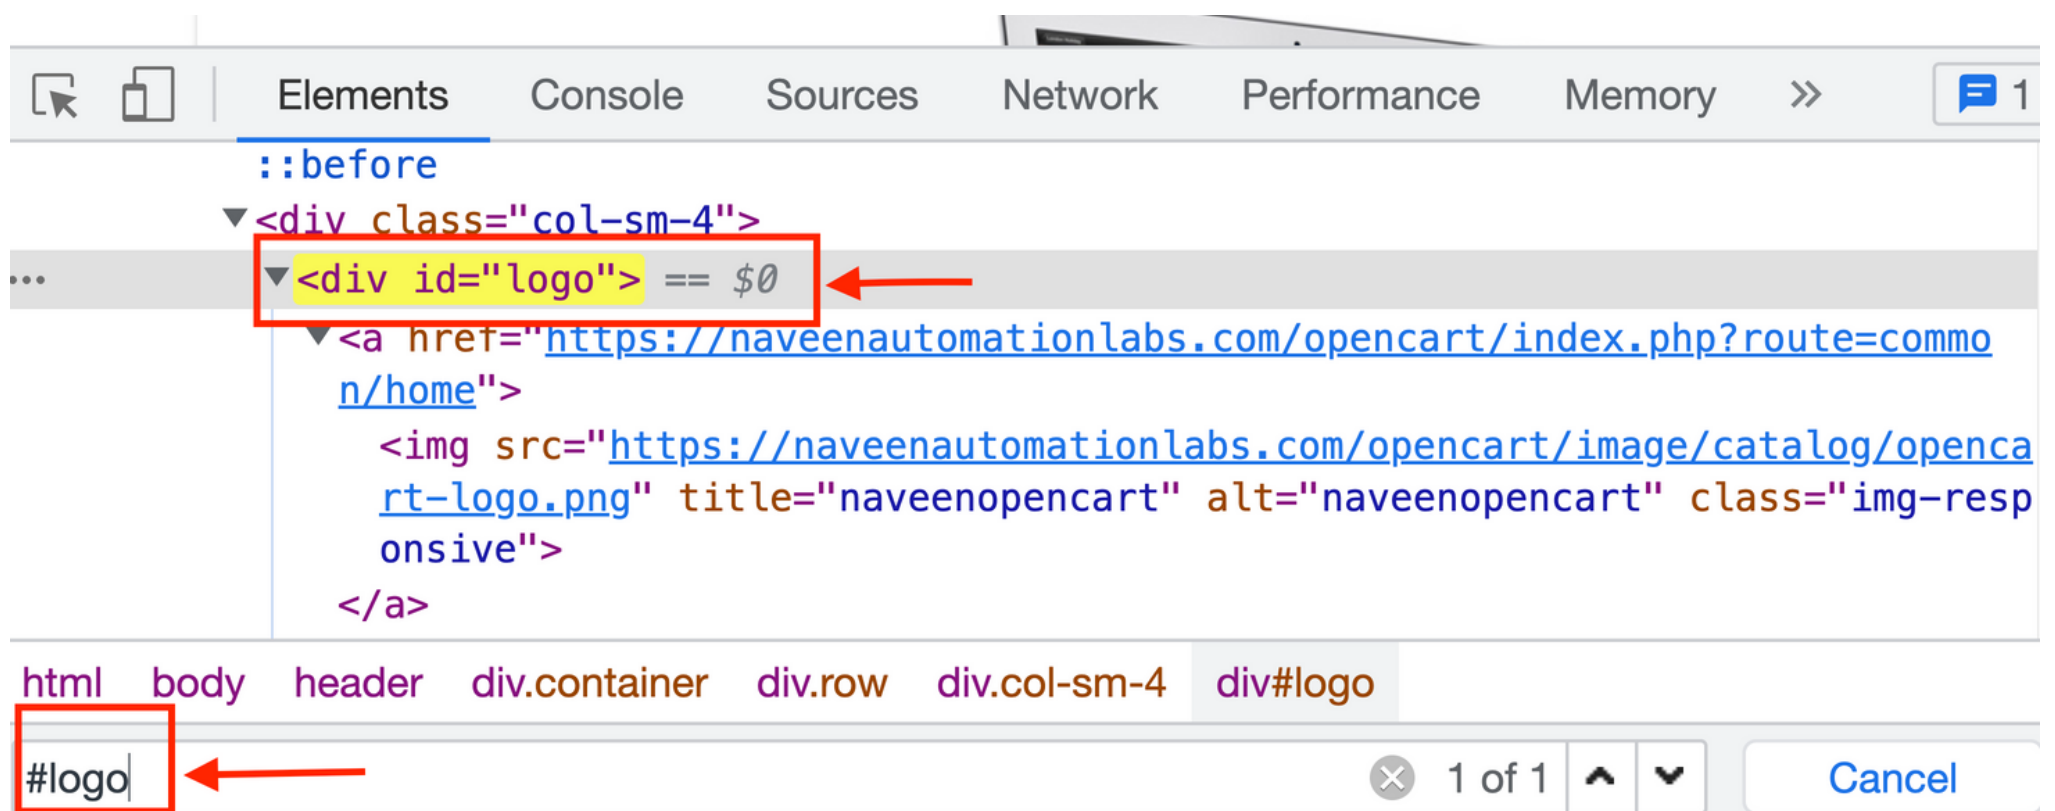 Elements Console Sources Network Performance Memory » 1
::before
▼<div class="col-sm-4">
… ▼<div id="logo"> == $0
▼<a href="https://naveenautomationlabs.com/opencart/index.php?route=commo
n/home">
<img src="https://naveenautomationlabs.com/opencart/image/catalog/openca
rt-logo.png" title="naveenopencart" alt="naveenopencart" class="img-resp
onsive">
</a>
html body header div.container div.row div.col-sm-4 div#logo
#logo 1 of 1 Cancel